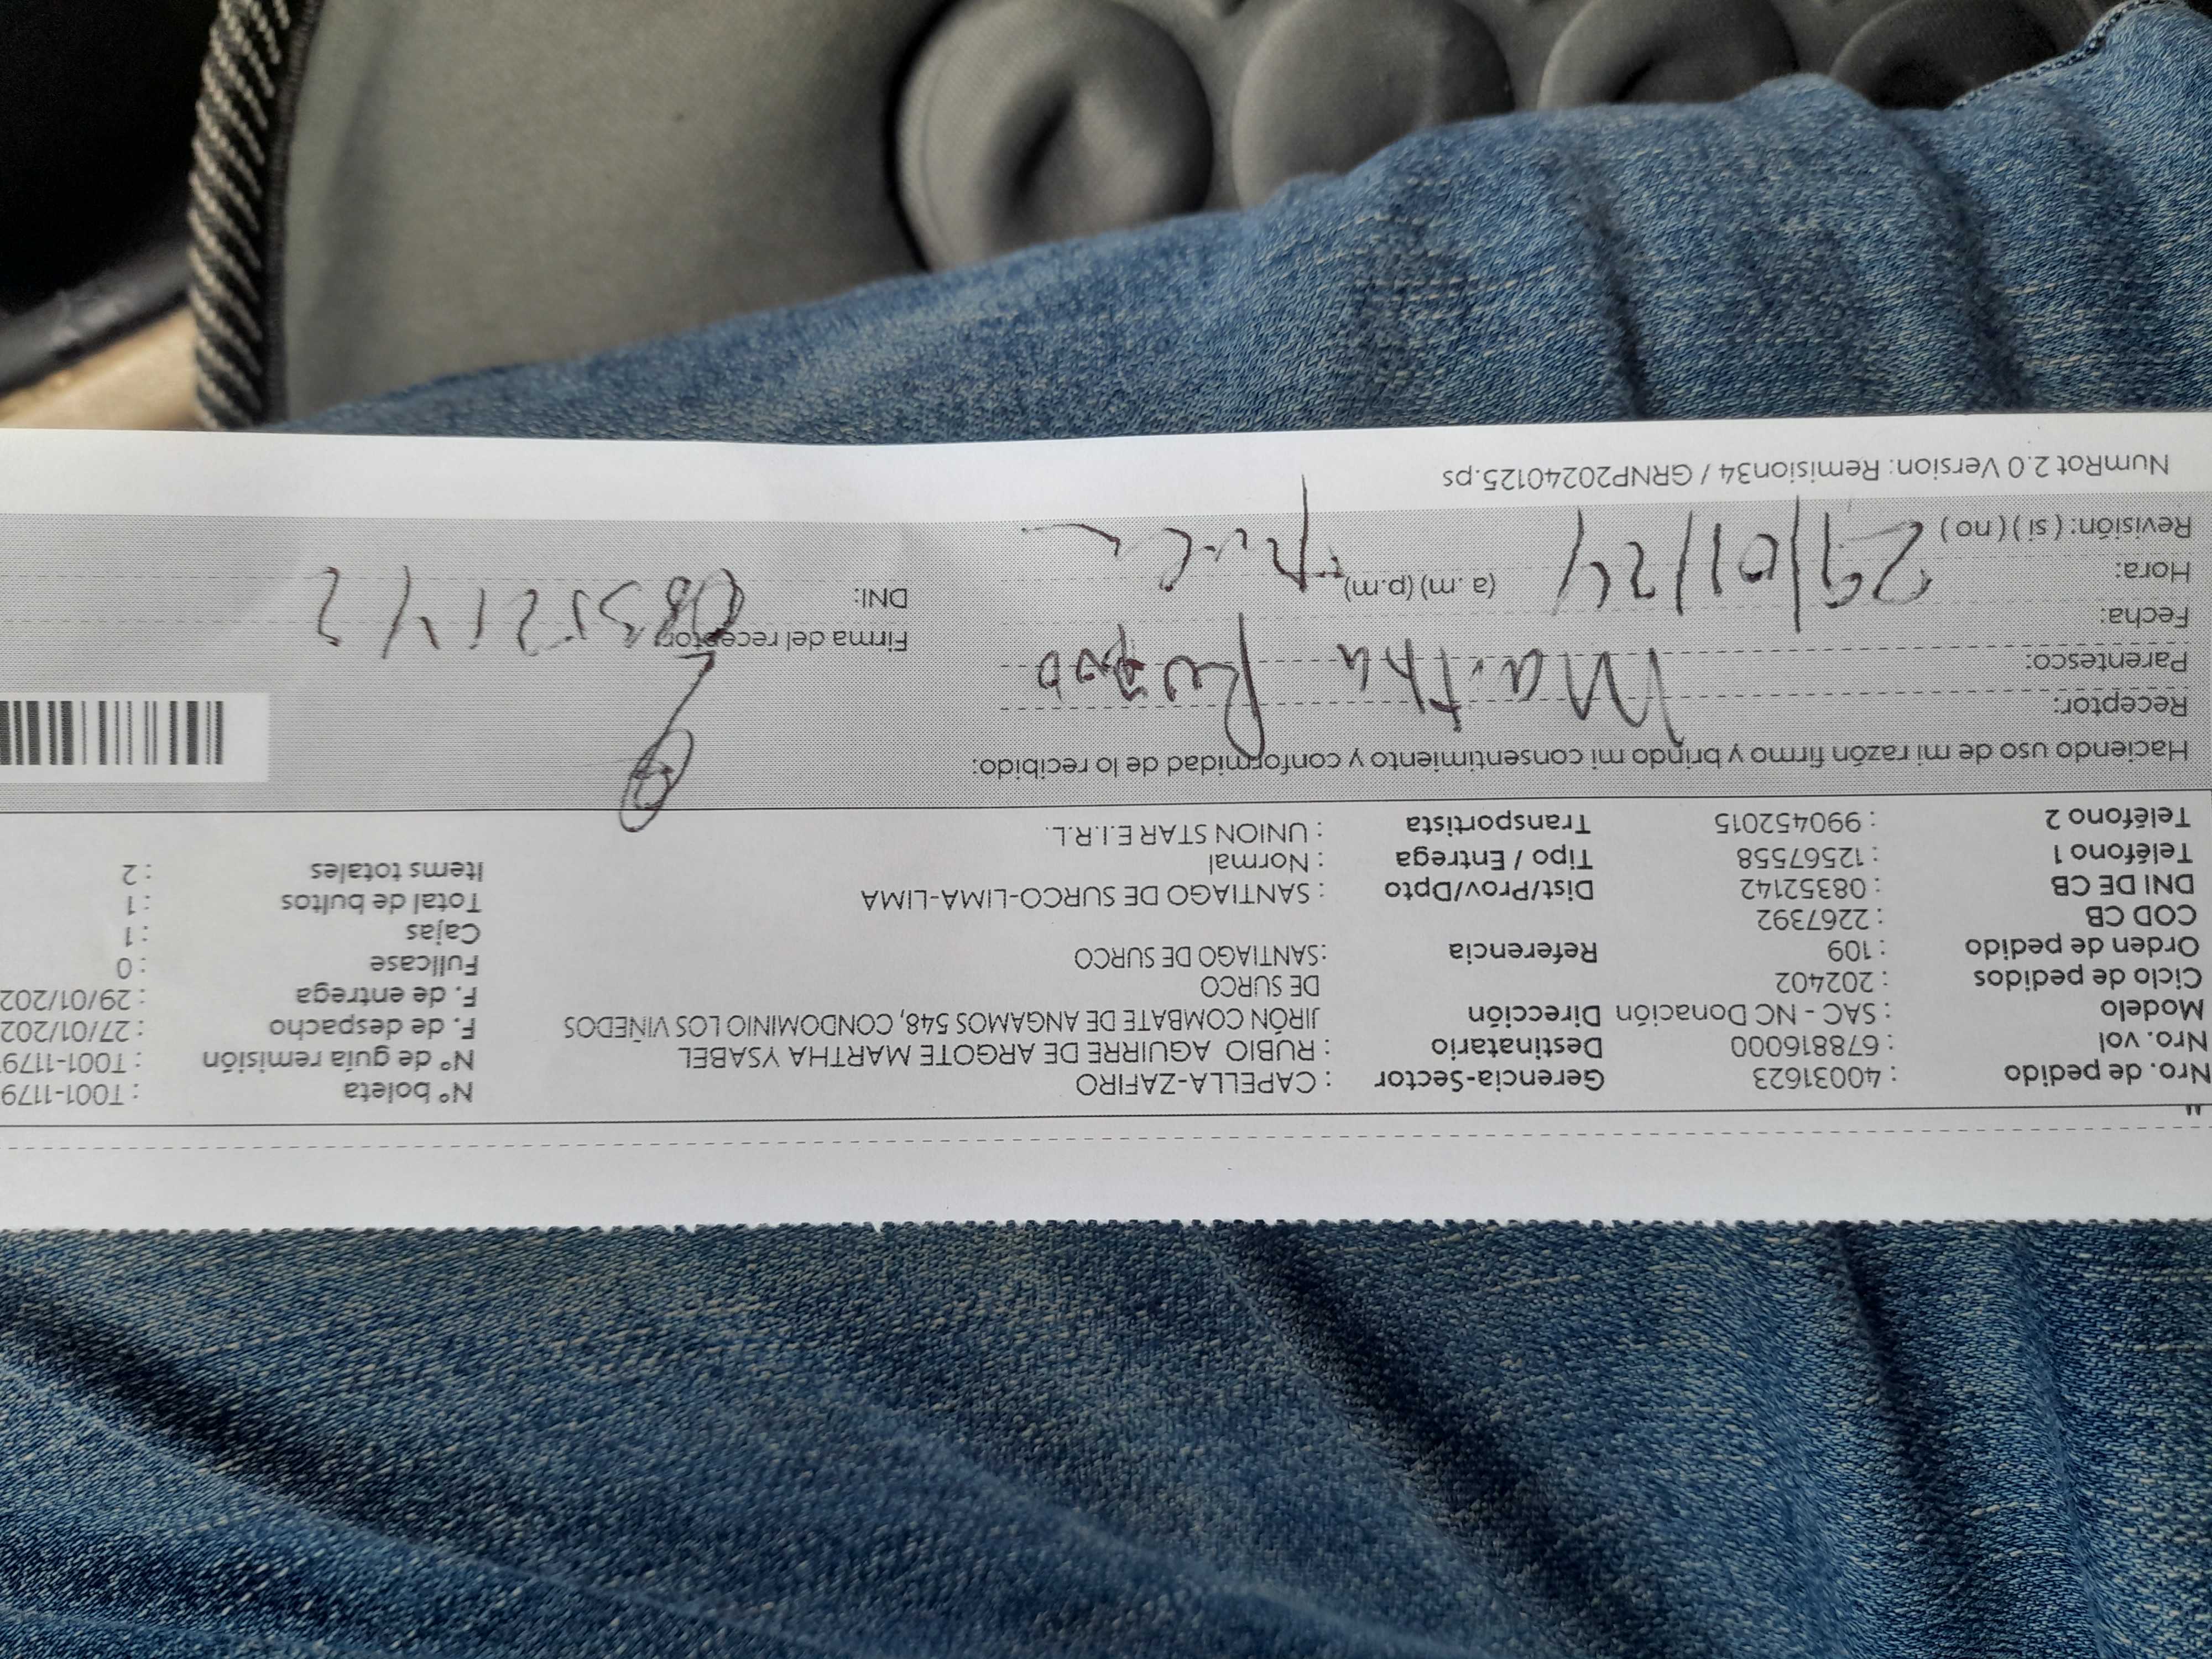 Nro. de pedido : 40031623 Gerencia-Sector : CAPELLA-ZAFIRO N° boleta : T001-1179
Nro. vol : 678816000 Destinatario : RUBIO AGUIRRE DE ARGOTE MARTHA YSABEL N° de guía remisión : T001-1179
Modelo : SAC - NC Donación Dirección JIRÓN COMBATE DE ANGAMOS 548, CONDOMINIO LOS VIÑEDOS F. de despacho : 27/01/202
Ciclo de pedidos : 202402 DE SURCO F. de entrega : 29/01/202
Orden de pedido : 109 Referencia :SANTIAGO DE SURCO Fullcase : 0
COD CB : 2267392 Cajas : 1
DNI DE CB : 08352142 Dist/Prov/Dpto : SANTIAGO DE SURCO-LIMA-LIMA Total de bultos : 1
Teléfono 1 : 12567558 Tipo / Entrega : Normal Items totales : 2
Teléfono 2 : 990452015 Transportista : UNION STAR E.I.R.L.
Haciendo uso de mi razón firmo y brindo mi consentimiento y conformidad de lo recibido:
Receptor:
Parentesco: Martha
Fecha: Firma del receptor
Hora: 29/01/24 (a.m) (p.m) DNI: 08352142
Revisión: (si) (no)
NumRot 2.0 Version: Remision34 / GRNP20240125.ps